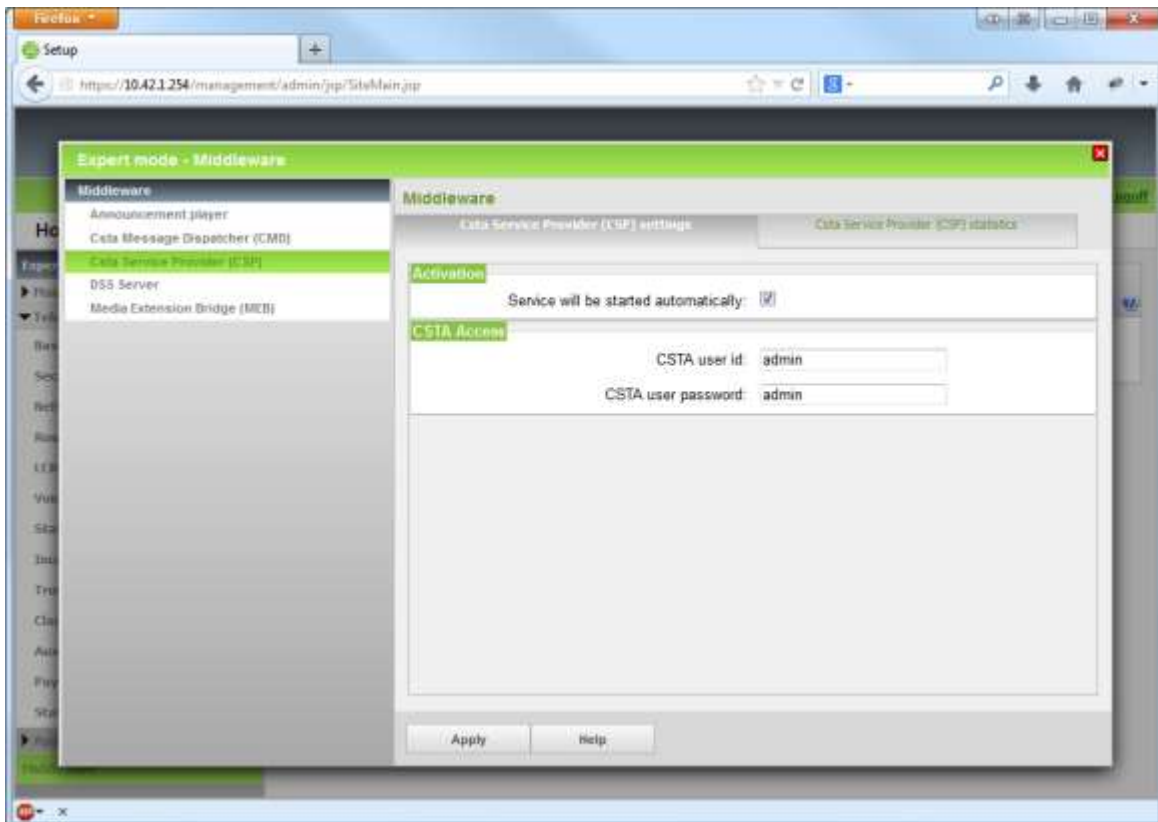 Firefox
Setup
https://10.42.1.254/management/admin/jsp/SiteMain.jsp
Expert mode - Middleware
Middleware
Announcement player
Csta Message Dispatcher (CMD)
Csta Service Provider (CSP)
DSS Server
Media Extension Bridge (MEB)
Middleware
Csta Service Provider (CSP) settings
Csta Service Provider (CSP) statistics
Activation
Service will be started automatically:
CSTA Access
CSTA user id: admin
CSTA user password: admin
Apply
Help
Ho